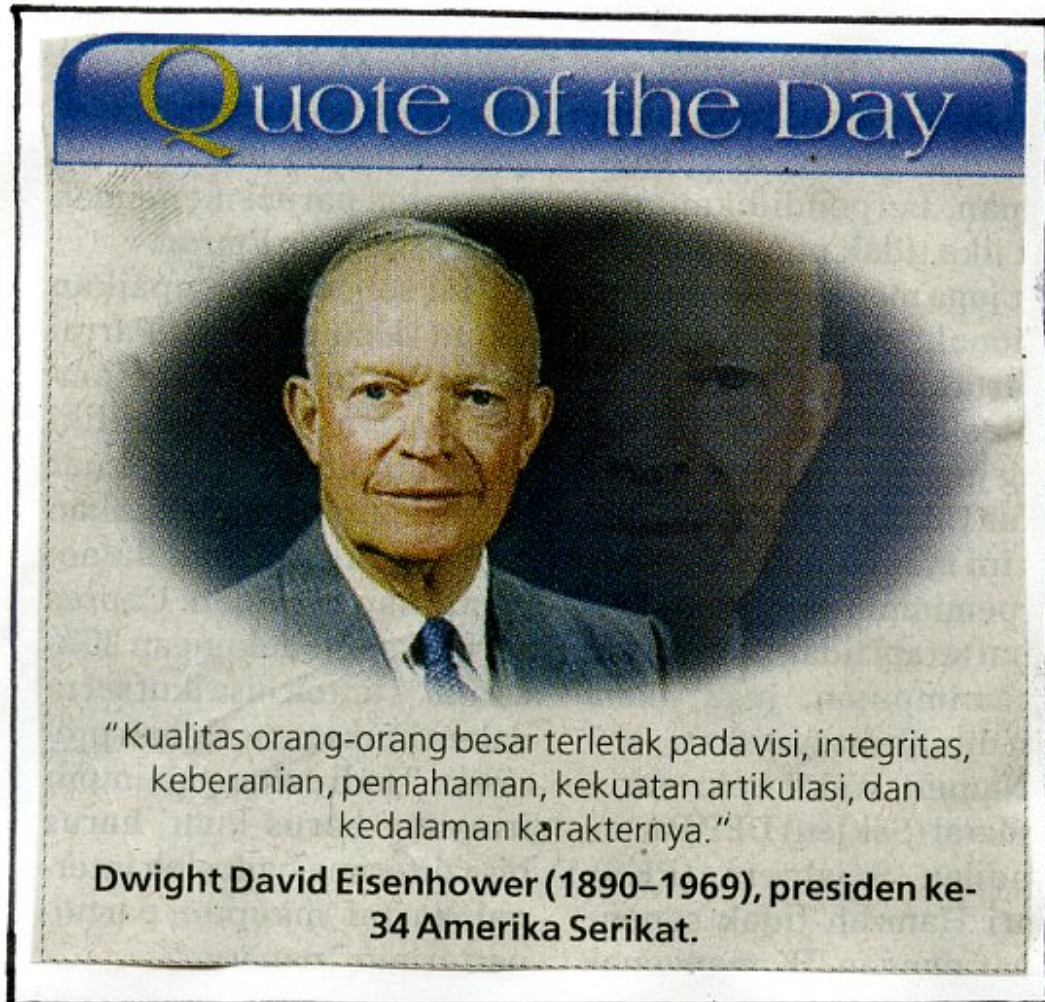 Quote of the Day
“Kualitas orang-orang besar terletak pada visi, integritas,
keberanian, pemahaman, kekuatan artikulasi, dan
kedalaman karakternya.“
Dwight David Eisenhower (1890–1969), presiden ke-
34 Amerika Serikat.